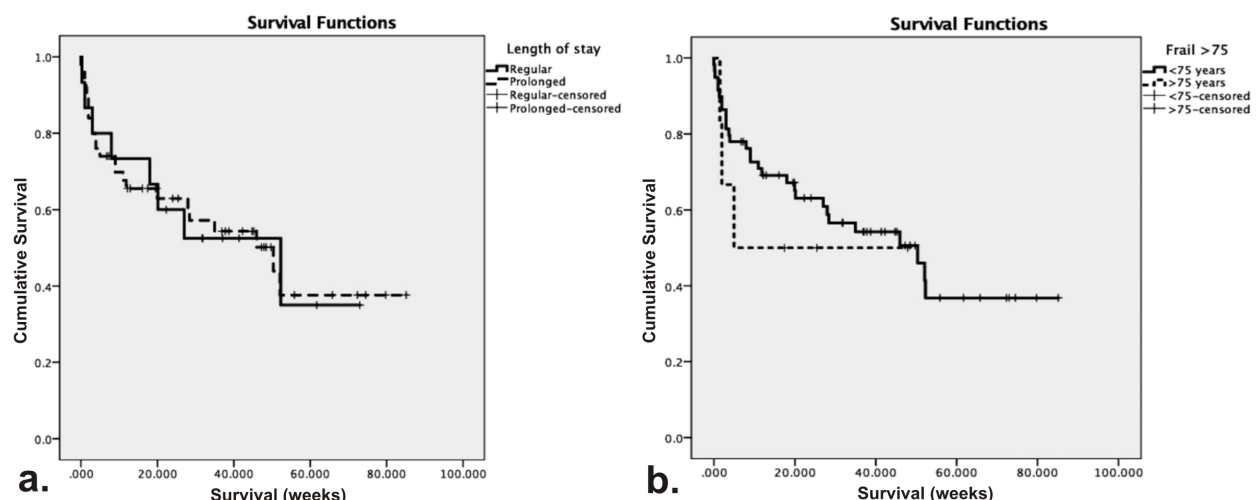 Survival Functions
Length of stay
Regular
Prolonged
Regular-censored
Prolonged-censored
Cumulative Survival
1.0
0.8
0.6
0.4
0.2
0.0
.000 20.000 40.000 60.000 80.000 100.000
Survival (weeks)
a.
Survival Functions
Frail >75
<75 years
>75 years
<75-censored
>75-censored
Cumulative Survival
1.0
0.8
0.6
0.4
0.2
0.0
.000 20.000 40.000 60.000 80.000 100.000
Survival (weeks)
b.